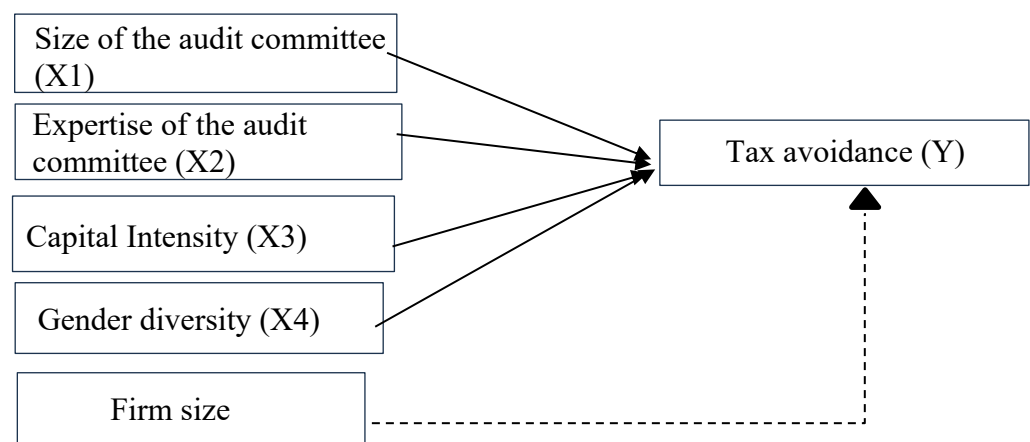 Size of the audit committee
(X1)
Expertise of the audit
committee (X2)
Tax avoidance (Y)
Capital Intensity (X3)
Gender diversity (X4)
Firm size